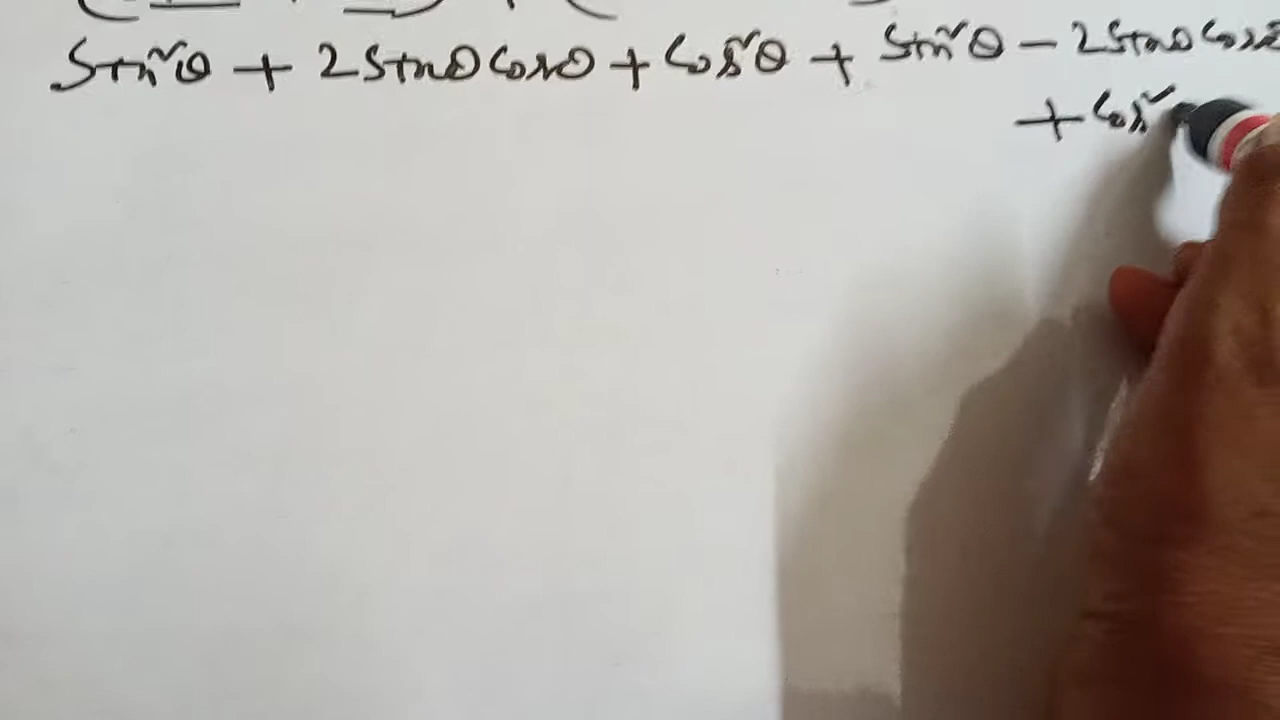 Sin²θ + 2SinθCosθ + Cos²θ + Sin²θ - 2SinθCosθ
+ Cos²